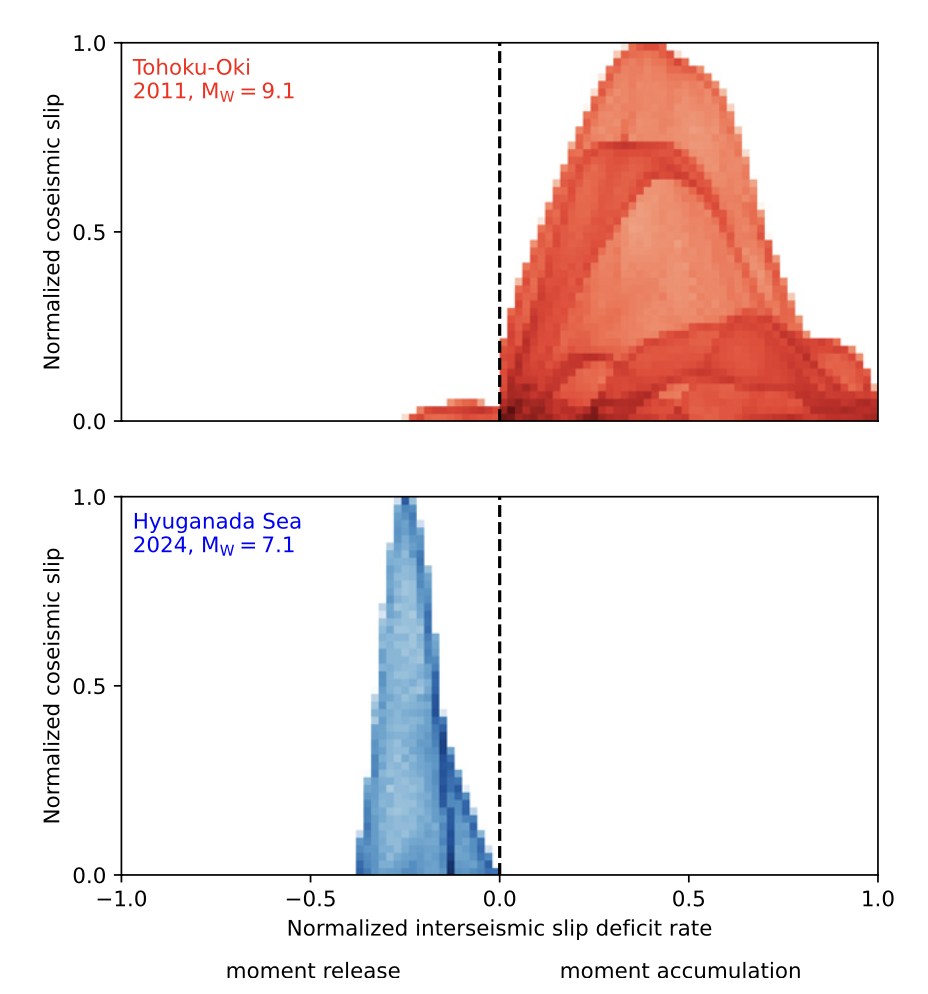 1.0
Tohoku-Oki
2011, MW = 9.1
0.5
Normalized coseismic slip
0.0
1.0
Hyuganada Sea
2024, MW = 7.1
0.5
Normalized coseismic slip
0.0
−1.0 −0.5 0.0 0.5 1.0
Normalized interseismic slip deficit rate
moment release moment accumulation